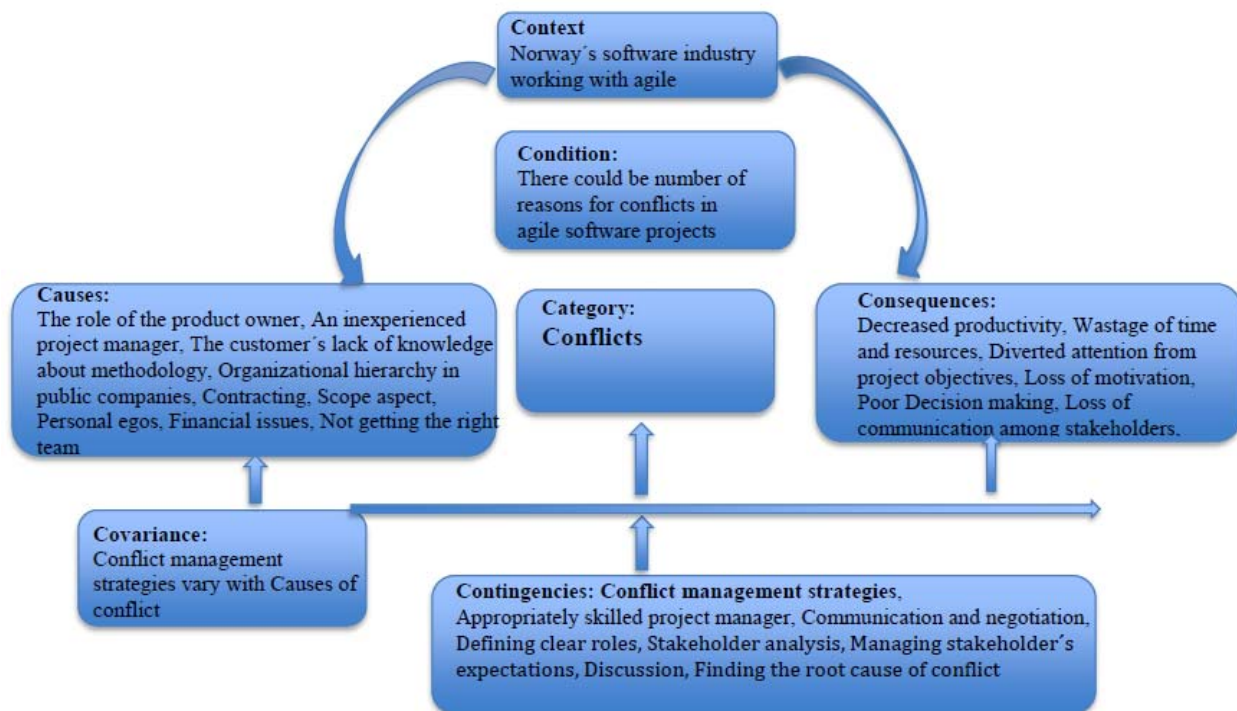 Context
Norway´s software industry
working with agile
Condition:
There could be number of
reasons for conflicts in
agile software projects
Causes:
The role of the product owner, An inexperienced
project manager, The customer´s lack of knowledge
about methodology, Organizational hierarchy in
public companies, Contracting, Scope aspect,
Personal egos, Financial issues, Not getting the right
team
Category:
Conflicts
Consequences:
Decreased productivity, Wastage of time
and resources, Diverted attention from
project objectives, Loss of motivation,
Poor Decision making, Loss of
communication among stakeholders,
Covariance:
Conflict management
strategies vary with Causes of
conflict
Contingencies: Conflict management strategies,
Appropriately skilled project manager, Communication and negotiation,
Defining clear roles, Stakeholder analysis, Managing stakeholder´s
expectations, Discussion, Finding the root cause of conflict